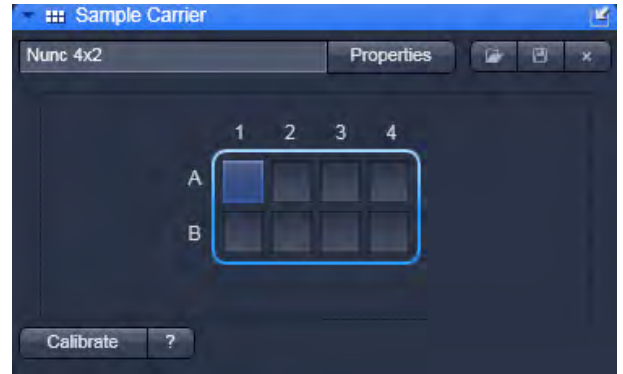 Sample Carrier
Nunc 4x2 Properties ×
1 2 3 4
A
B
Calibrate ?